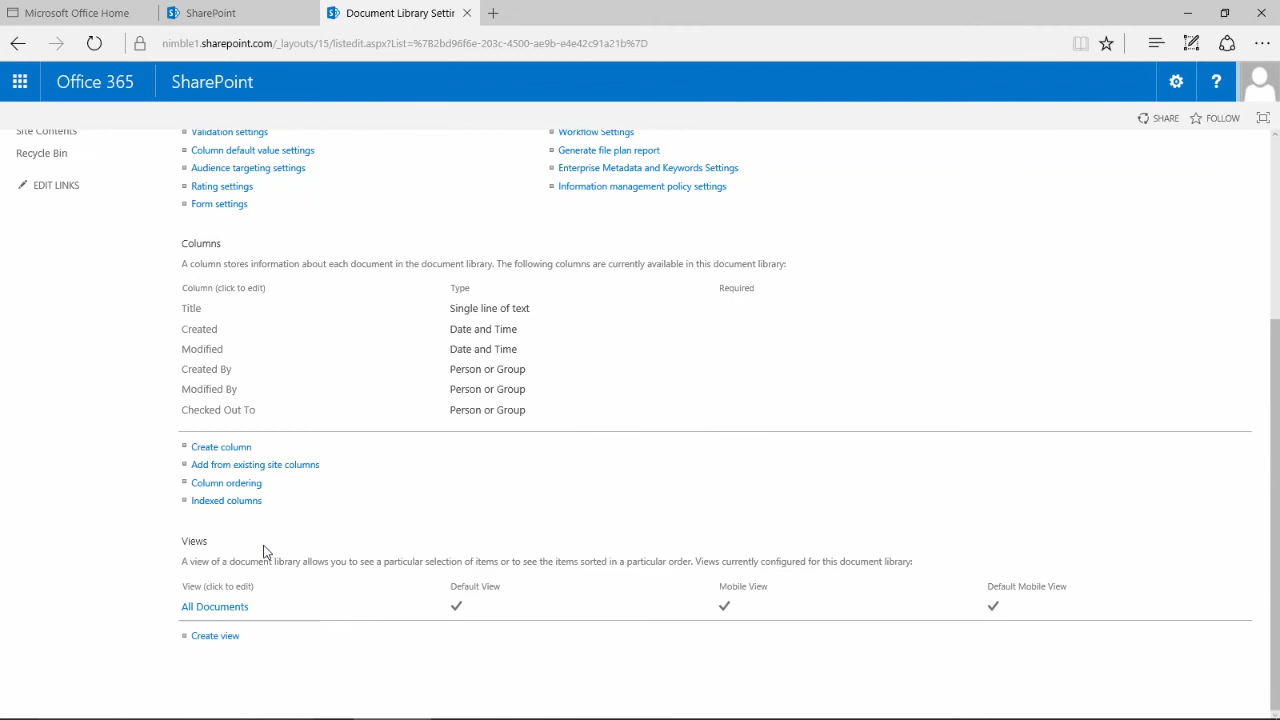 Microsoft Office Home
SharePoint
Document Library Settin
nimble1.sharepoint.com/_layouts/15/listedit.aspx?List=%7B2bd96f6e-203c-4500-ae9b-e4e42c91a21b%7D
Office 365
SharePoint
?
SHARE
FOLLOW
Site Contents
Recycle Bin
EDIT LINKS
Validation settings
Column default value settings
Audience targeting settings
Rating settings
Form settings
Workflow Settings
Generate file plan report
Enterprise Metadata and Keywords Settings
Information management policy settings
Columns
A column stores information about each document in the document library. The following columns are currently available in this document library:
Column (click to edit) Type Required
Title Single line of text
Created Date and Time
Modified Date and Time
Created By Person or Group
Modified By Person or Group
Checked Out To Person or Group
Create column
Add from existing site columns
Column ordering
Indexed columns
Views
A view of a document library allows you to see a particular selection of items or to see the items sorted in a particular order. Views currently configured for this document library:
View (click to edit) Default View Mobile View Default Mobile View
All Documents
Create view